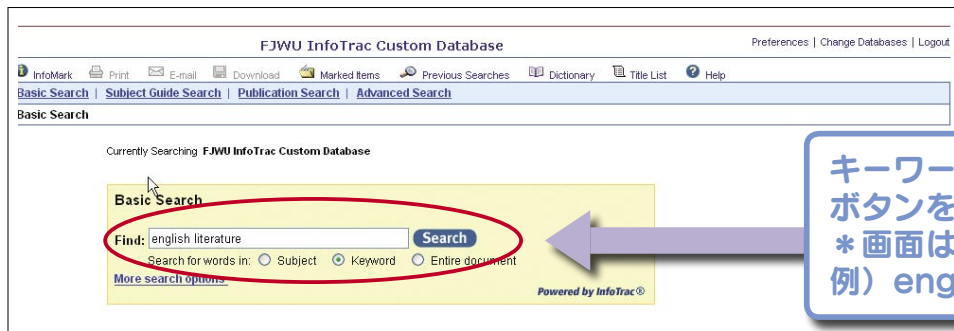 FJWU InfoTrac Custom Database
Preferences | Change Databases | Logout
InfoMark Print E-mail Download Marked Items Previous Searches Dictionary Title List Help
Basic Search | Subject Guide Search | Publication Search | Advanced Search
Basic Search
Currently Searching FJWU InfoTrac Custom Database
Basic Search
Find: english literature Search
Search for words in: Subject Keyword Entire document
More search options
Powered by InfoTrac®
キーワー
ボタンを
＊画面は
例）eng